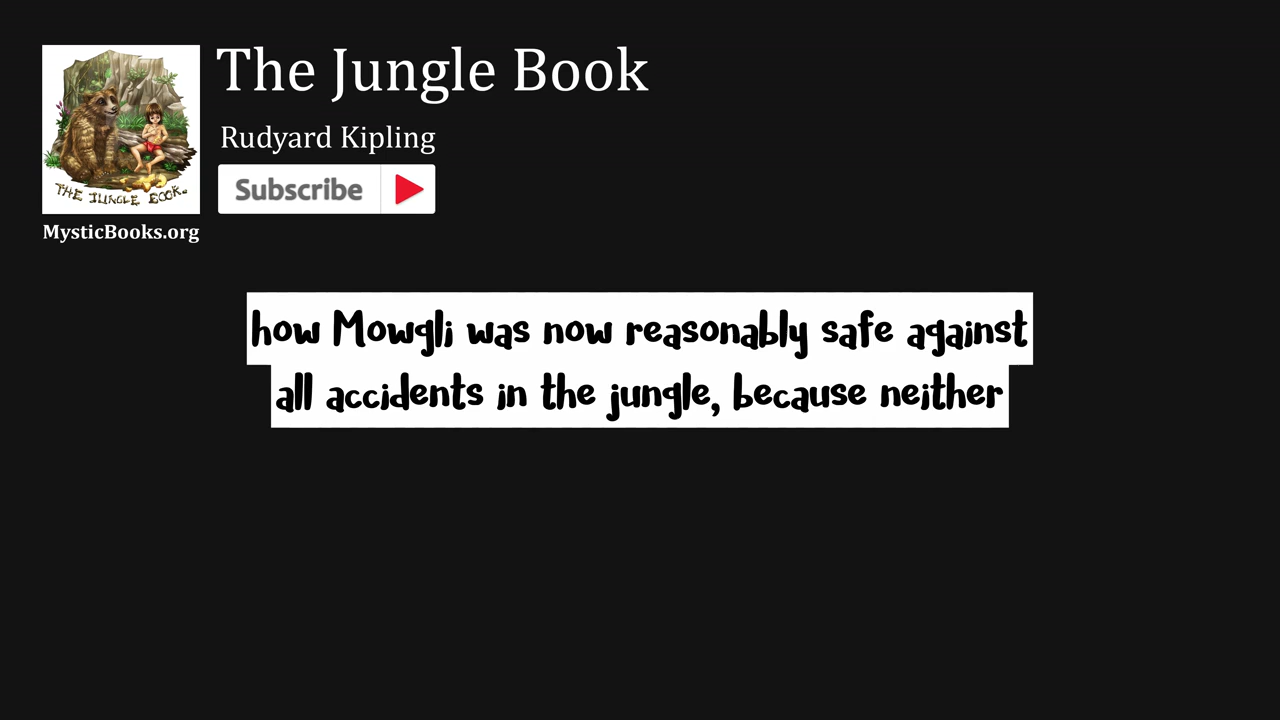 The Jungle Book
Rudyard Kipling
Subscribe
THE JUNGLE BOOK.
MysticBooks.org
how Mowgli was now reasonably safe against
all accidents in the jungle, because neither